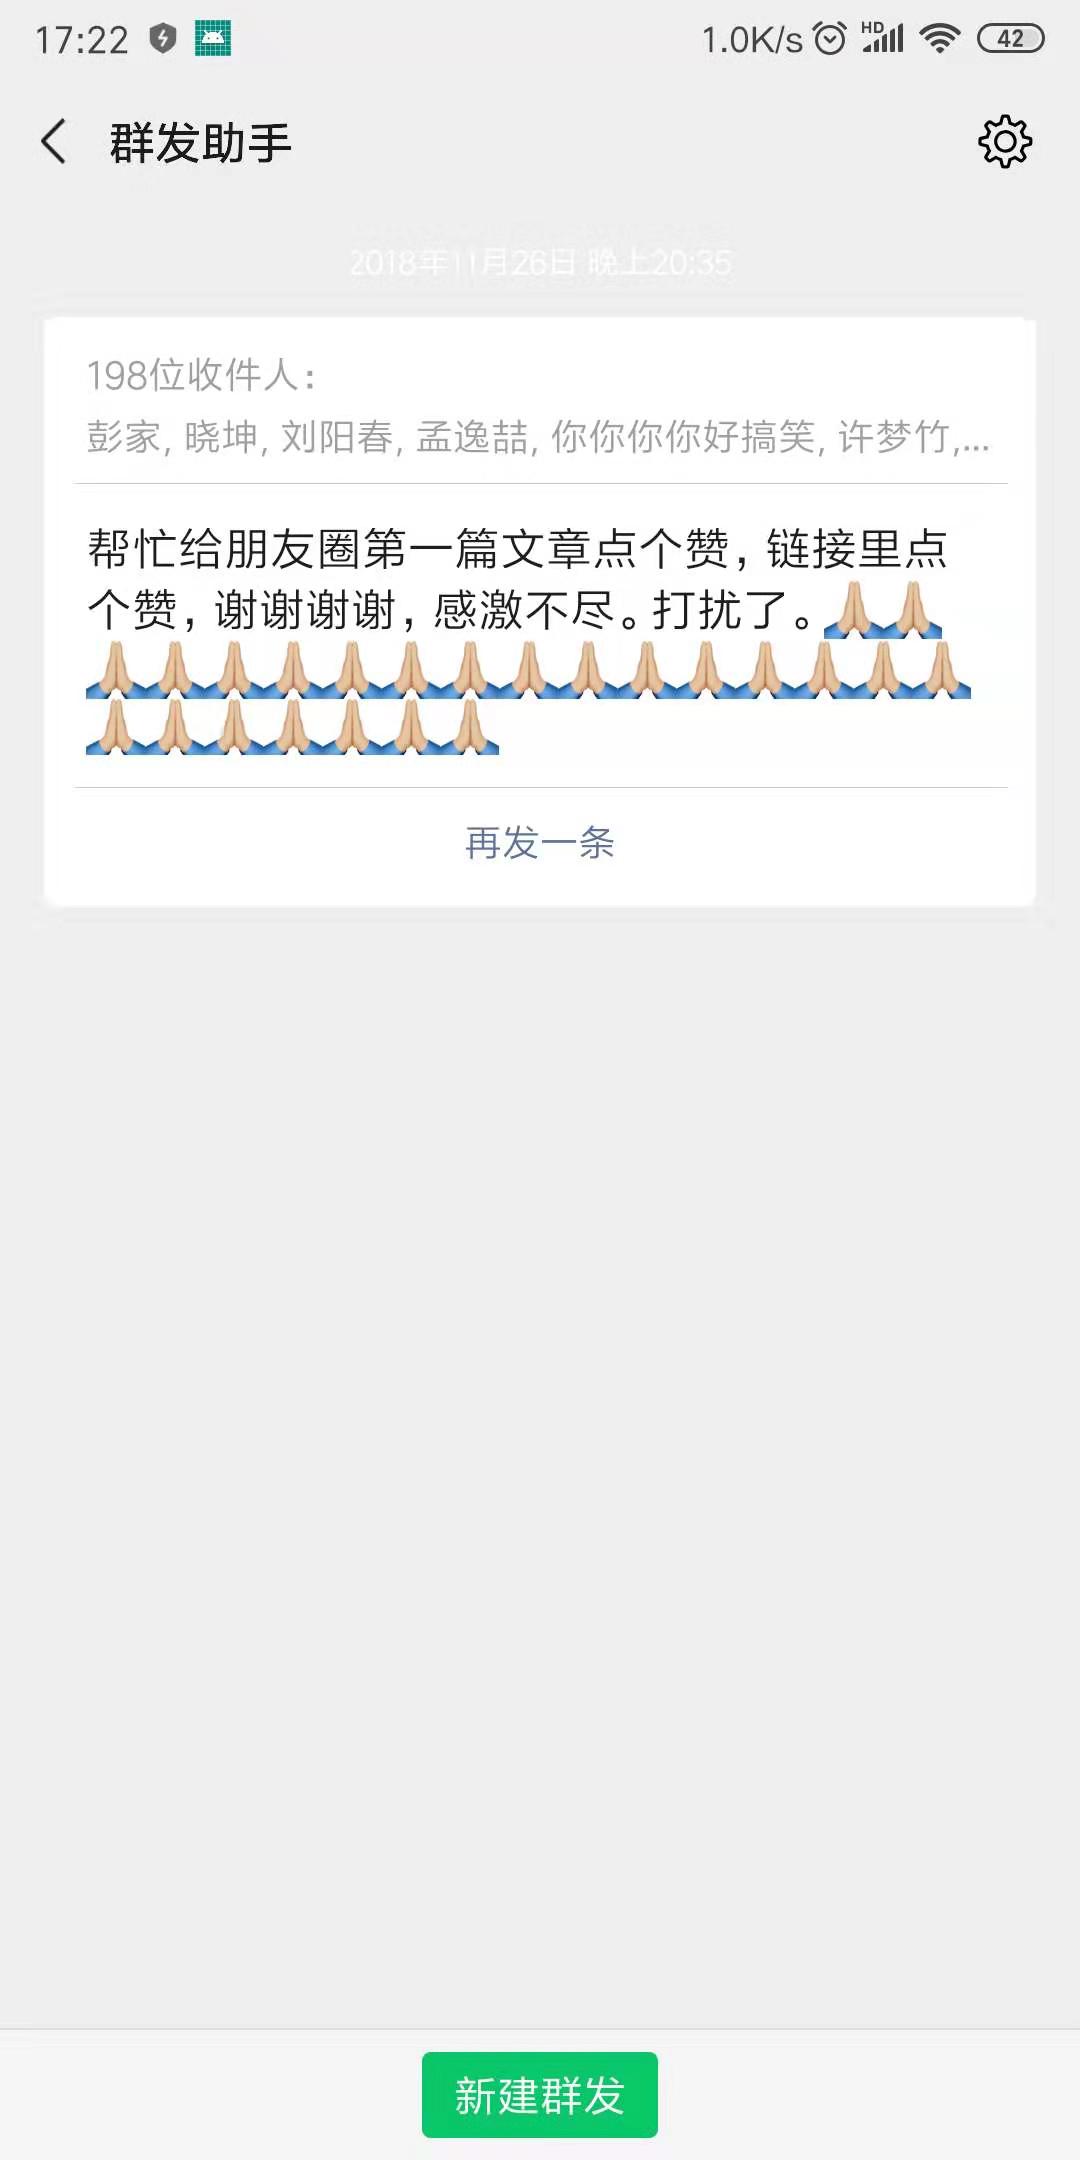 17:22 1.0K/s HD 42
群发助手
2018年11月26日 晚上20:35
198位收件人:
彭家, 晓坤, 刘阳春, 孟逸喆, 你你你你好搞笑, 许梦竹,...
帮忙给朋友圈第一篇文章点个赞，链接里点
个赞，谢谢谢谢，感激不尽。打扰了。🙏🏼🙏🏼
🙏🏼🙏🏼🙏🏼🙏🏼🙏🏼🙏🏼🙏🏼🙏🏼🙏🏼🙏🏼🙏🏼🙏🏼🙏🏼🙏🏼🙏🏼
🙏🏼🙏🏼🙏🏼🙏🏼🙏🏼🙏🏼🙏🏼
再发一条
新建群发